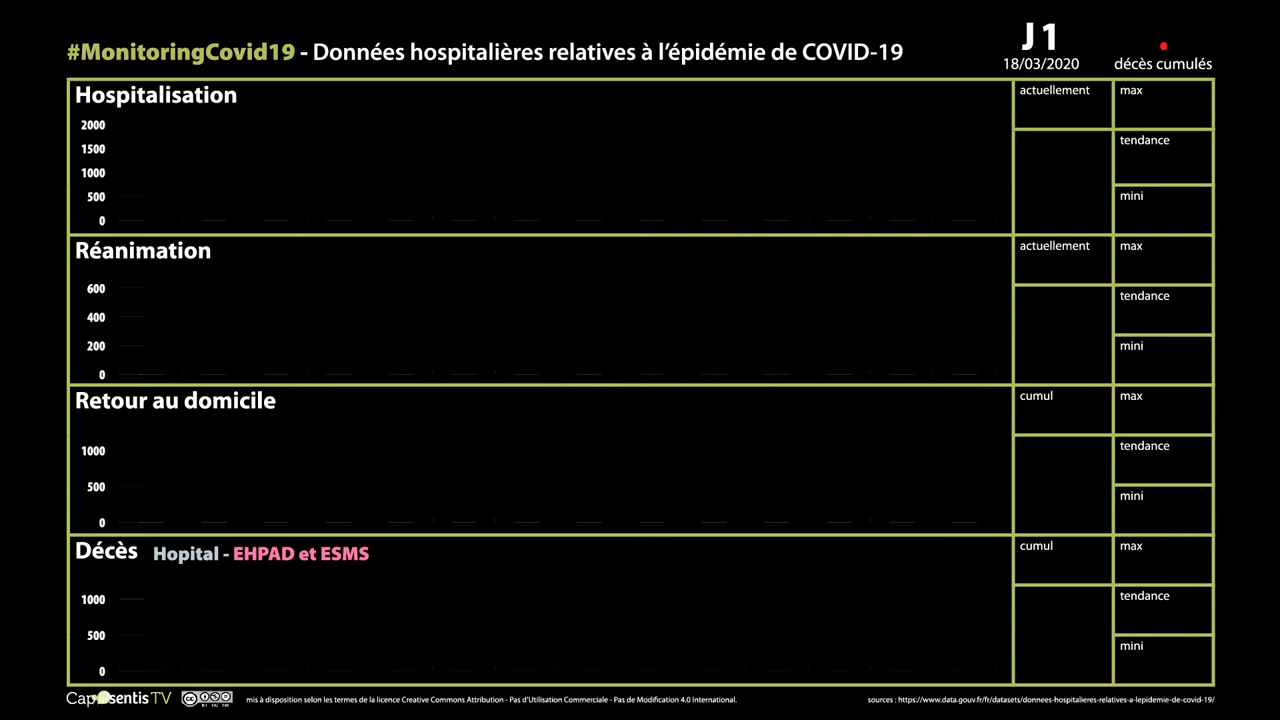 #MonitoringCovid19 - Données hospitalières relatives à l'épidémie de COVID-19
J1
18/03/2020
décès cumulés
Hospitalisation
actuellement
max
2000
1500
1000
500
0
tendance
mini
Réanimation
actuellement
max
600
400
200
0
tendance
mini
Retour au domicile
cumul
max
1000
500
0
tendance
mini
Décès Hopital - EHPAD et ESMS
cumul
max
1000
500
0
tendance
mini
mis à disposition selon les termes de la licence Creative Commons Attribution - Pas d'Utilisation Commerciale - Pas de Modification 4.0 International.
sources : https://www.data.gouv.fr/fr/datasets/donnees-hospitalieres-relatives-a-lepidemie-de-covid-19/